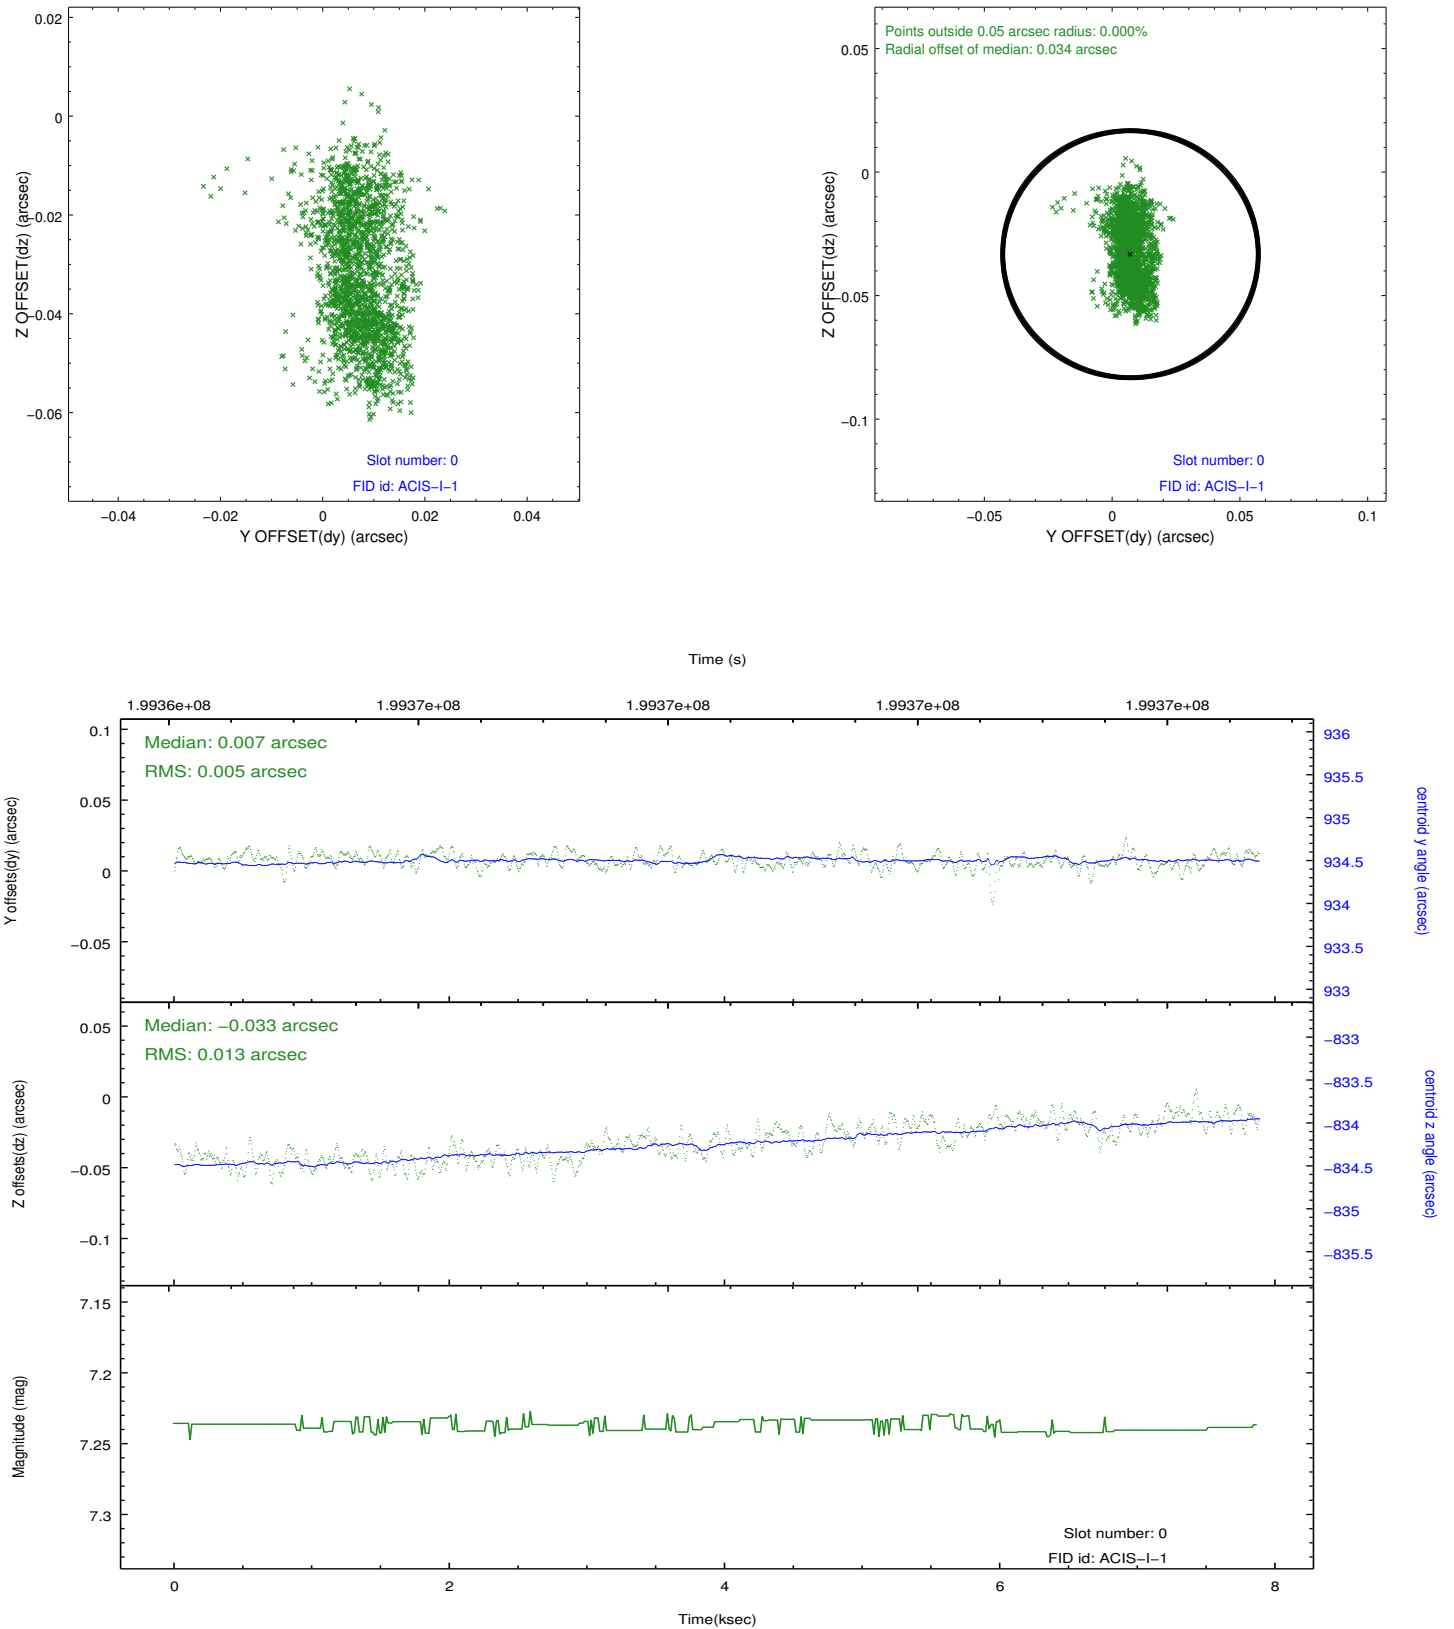 0.02
0
−0.02
−0.04
−0.06
Z OFFSET(dz) (arcsec)
Slot number: 0
FID id: ACIS−I−1
−0.04 −0.02 0 0.02 0.04
Y OFFSET(dy) (arcsec)
Points outside 0.05 arcsec radius: 0.000%
Radial offset of median: 0.034 arcsec
0.05
0
−0.05
−0.1
Z OFFSET(dz) (arcsec)
Slot number: 0
FID id: ACIS−I−1
−0.05 0 0.05 0.1
Y OFFSET(dy) (arcsec)
Time (s)
1.9936e+08 1.9937e+08 1.9937e+08 1.9937e+08 1.9937e+08
Median: 0.007 arcsec
RMS: 0.005 arcsec
0.1
0.05
0
−0.05
Y offsets(dy) (arcsec)
936
935.5
935
934.5
934
933.5
933
centroid y angle (arcsec)
Median: −0.033 arcsec
RMS: 0.013 arcsec
0.05
0
−0.05
−0.1
Z offsets(dz) (arcsec)
−833
−833.5
−834
−834.5
−835
−835.5
centroid z angle (arcsec)
7.15
7.2
7.25
7.3
Magnitude (mag)
Slot number: 0
FID id: ACIS−I−1
0 2 4 6 8
Time(ksec)